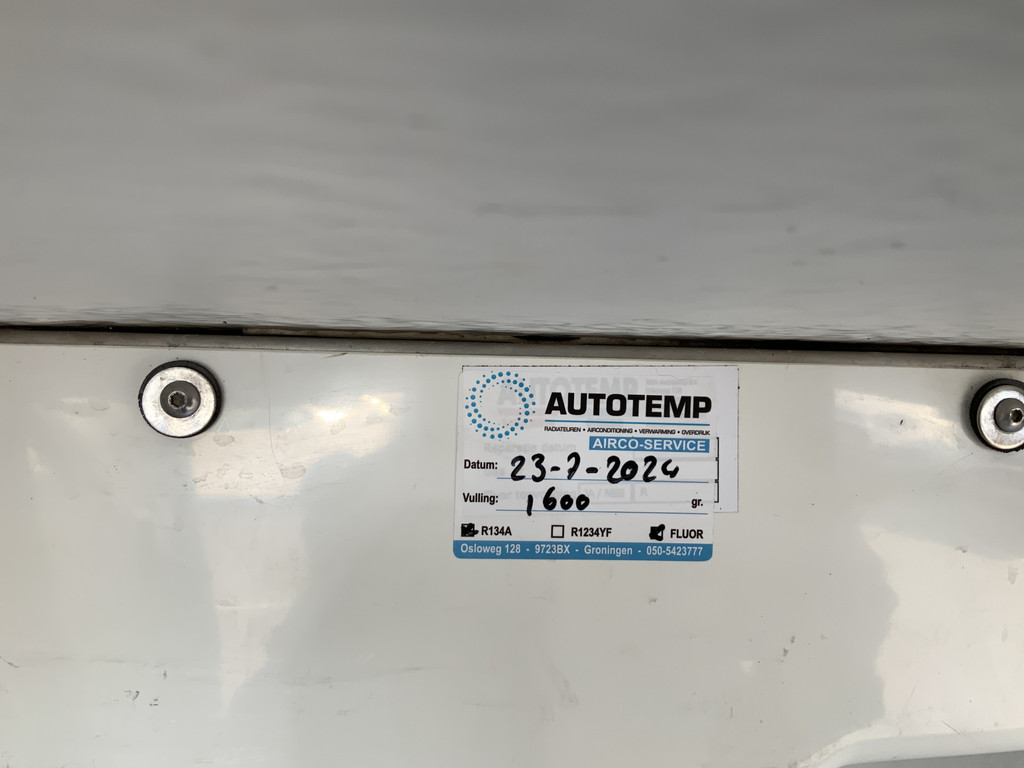 AUTOTEMP
RADIATEUREN • AIRCONDITIONING • VERWARMING • OVERDRUK
AIRCO-SERVICE
Datum: 23-7-2024
Vulling: 1600 gr.
R134A R1234YF FLUOR
Osloweg 128 - 9723BX - Groningen - 050-5423777